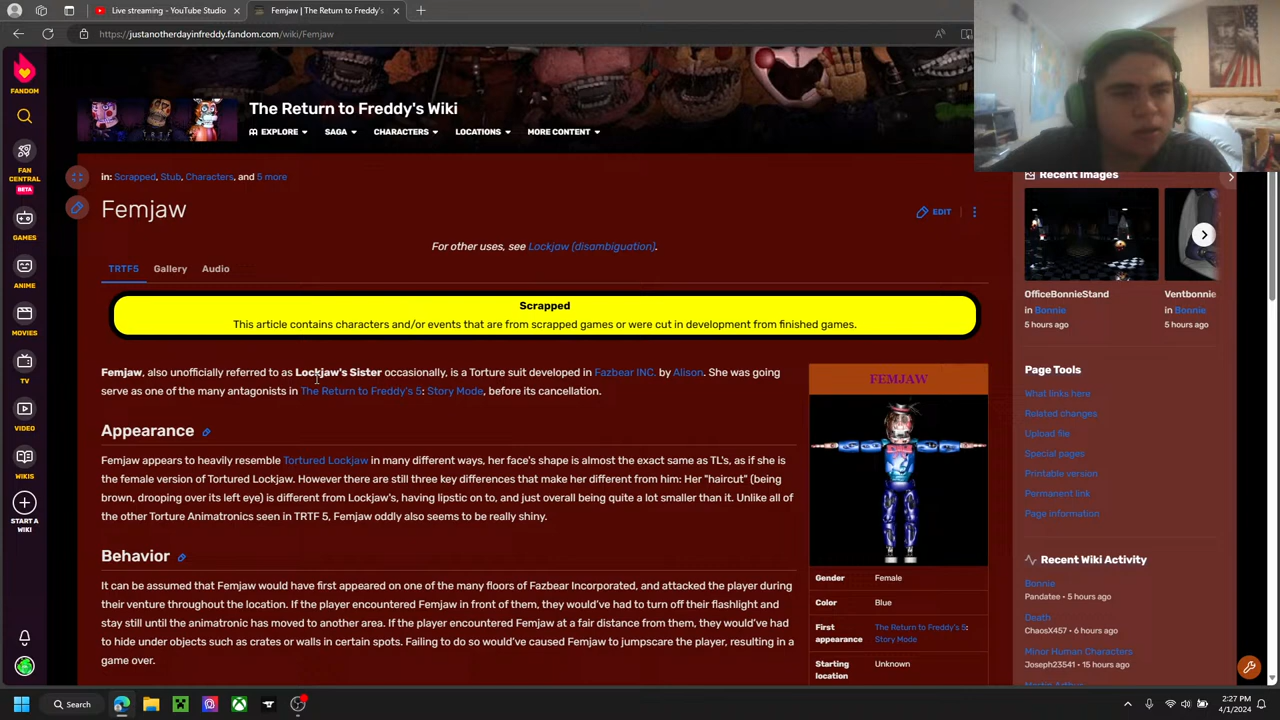 Live streaming - YouTube Studio
Femjaw | The Return to Freddy's
https://justanotherdayinfreddy.fandom.com/wiki/Femjaw
FANDOM
FAN CENTRAL
BETA
GAMES
ANIME
MOVIES
TV
VIDEO
WIKIS
START A WIKI
TRTF
The Return to Freddy's Wiki
EXPLORE SAGA CHARACTERS LOCATIONS MORE CONTENT
in: Scrapped, Stub, Characters, and 5 more
Femjaw
EDIT
For other uses, see Lockjaw (disambiguation).
TRTF5 Gallery Audio
Scrapped
This article contains characters and/or events that are from scrapped games or were cut in development from finished games.
Femjaw, also unofficially referred to as Lockjaw's Sister occasionally, is a Torture suit developed in Fazbear INC. by Alison. She was going
serve as one of the many antagonists in The Return to Freddy's 5: Story Mode, before its cancellation.
Appearance
Femjaw appears to heavily resemble Tortured Lockjaw in many different ways, her face's shape is almost the exact same as TL's, as if she is
the female version of Tortured Lockjaw. However there are still three key differences that make her different from him: Her "haircut" (being
brown, drooping over its left eye) is different from Lockjaw's, having lipstic on to, and just overall being quite a lot smaller than it. Unlike all of
the other Torture Animatronics seen in TRTF 5, Femjaw oddly also seems to be really shiny.
Behavior
It can be assumed that Femjaw would have first appeared on one of the many floors of Fazbear Incorporated, and attacked the player during
their venture throughout the location. If the player encountered Femjaw in front of them, they would've had to turn off their flashlight and
stay still until the animatronic has moved to another area. If the player encountered Femjaw at a fair distance from them, they would've had
to hide under objects such as crates or walls in certain spots. Failing to do so would've caused Femjaw to jumpscare the player, resulting in a
game over.
FEMJAW
Gender Female
Color Blue
First appearance The Return to Freddy's 5: Story Mode
Starting location Unknown
Recent Images
OfficeBonnieStand
in Bonnie
5 hours ago
Ventbonnie
in Bonnie
5 hours ago
Page Tools
What links here
Related changes
Upload file
Special pages
Printable version
Permanent link
Page information
Recent Wiki Activity
Bonnie
Pandatee • 5 hours ago
Death
ChaosX457 • 6 hours ago
Minor Human Characters
Joseph23541 • 15 hours ago
Search
2:27 PM
4/1/2024